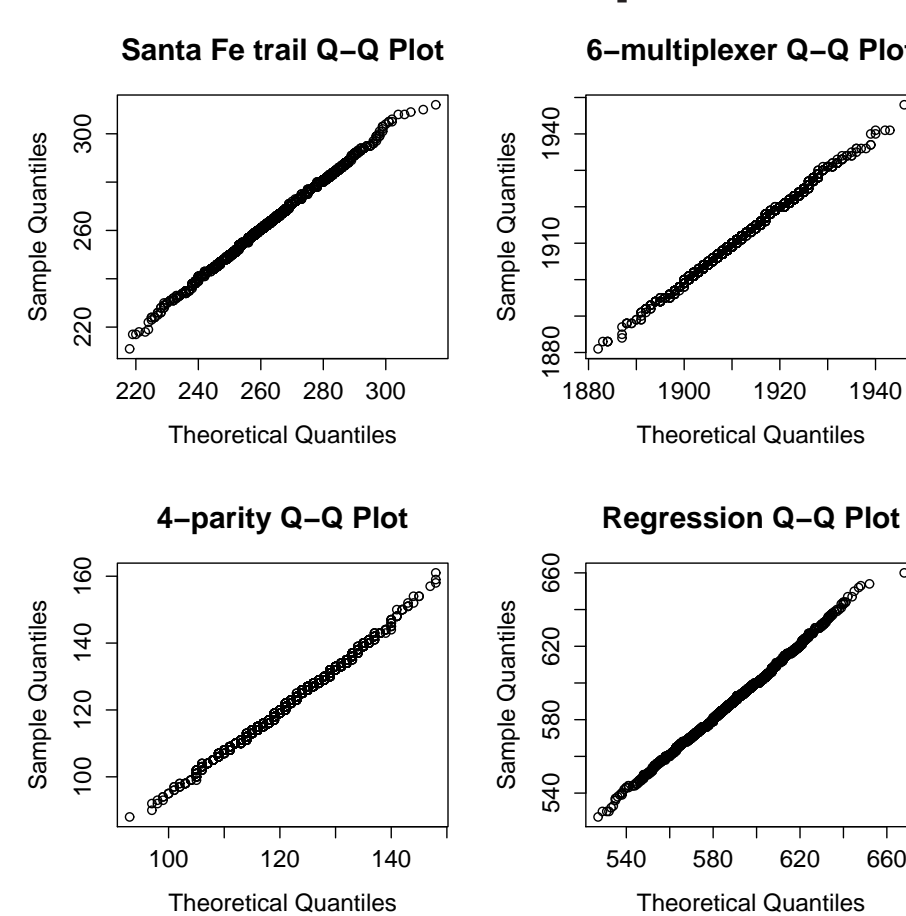 Santa Fe trail Q−Q Plot
300
260
220
Sample Quantiles
220 240 260 280 300
Theoretical Quantiles
6−multiplexer Q−Q Plot
1940
1910
1880
Sample Quantiles
1880 1900 1920 1940
Theoretical Quantiles
4−parity Q−Q Plot
160
140
120
100
Sample Quantiles
100 120 140
Theoretical Quantiles
Regression Q−Q Plot
660
620
580
540
Sample Quantiles
540 580 620 660
Theoretical Quantiles